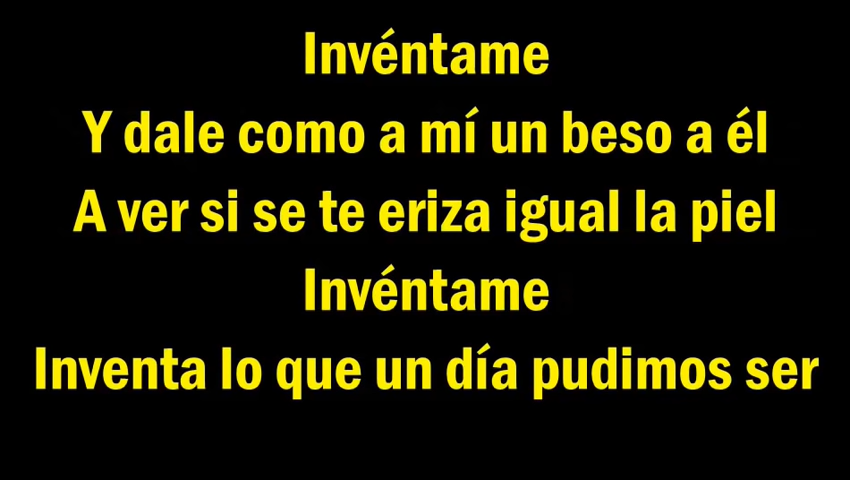 Invéntame
Y dale como a mí un beso a él
A ver si se te eriza igual la piel
Invéntame
Inventa lo que un día pudimos ser